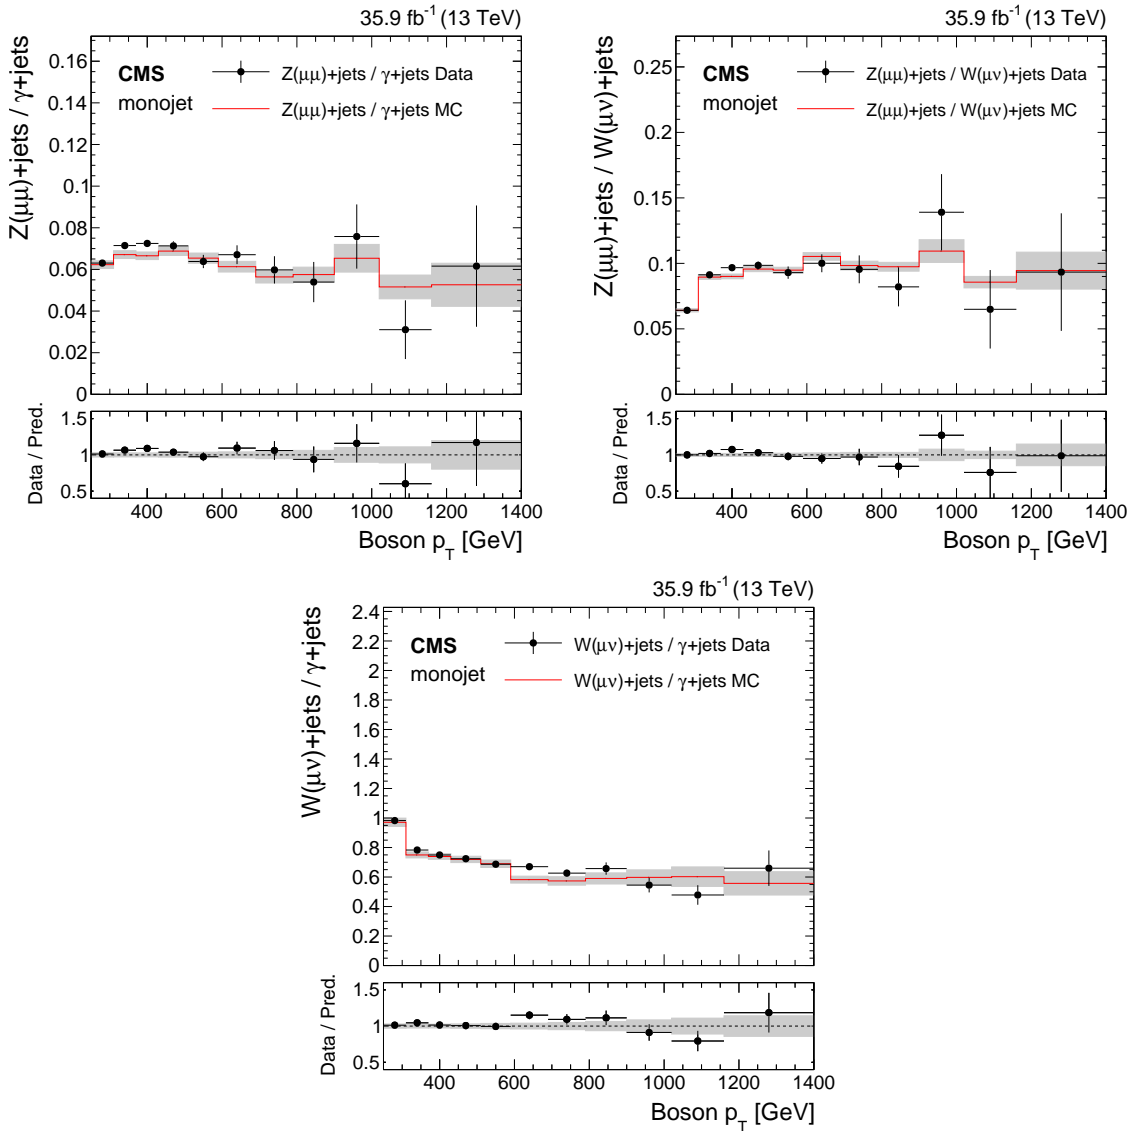 35.9 fb⁻¹ (13 TeV)
Z(μμ)+jets / γ+jets
0.16
0.14
0.12
0.1
0.08
0.06
0.04
0.02
0
CMS
monojet
Z(μμ)+jets / γ+jets Data
Z(μμ)+jets / γ+jets MC
Data / Pred.
1.5
1
0.5
400 600 800 1000 1200 1400
Boson p_T [GeV]
35.9 fb⁻¹ (13 TeV)
Z(μμ)+jets / W(μν)+jets
0.25
0.2
0.15
0.1
0.05
0
CMS
monojet
Z(μμ)+jets / W(μν)+jets Data
Z(μμ)+jets / W(μν)+jets MC
Data / Pred.
1.5
1
0.5
400 600 800 1000 1200 1400
Boson p_T [GeV]
35.9 fb⁻¹ (13 TeV)
W(μν)+jets / γ+jets
2.4
2.2
2
1.8
1.6
1.4
1.2
1
0.8
0.6
0.4
0.2
0
CMS
monojet
W(μν)+jets / γ+jets Data
W(μν)+jets / γ+jets MC
Data / Pred.
1.5
1
0.5
400 600 800 1000 1200 1400
Boson p_T [GeV]